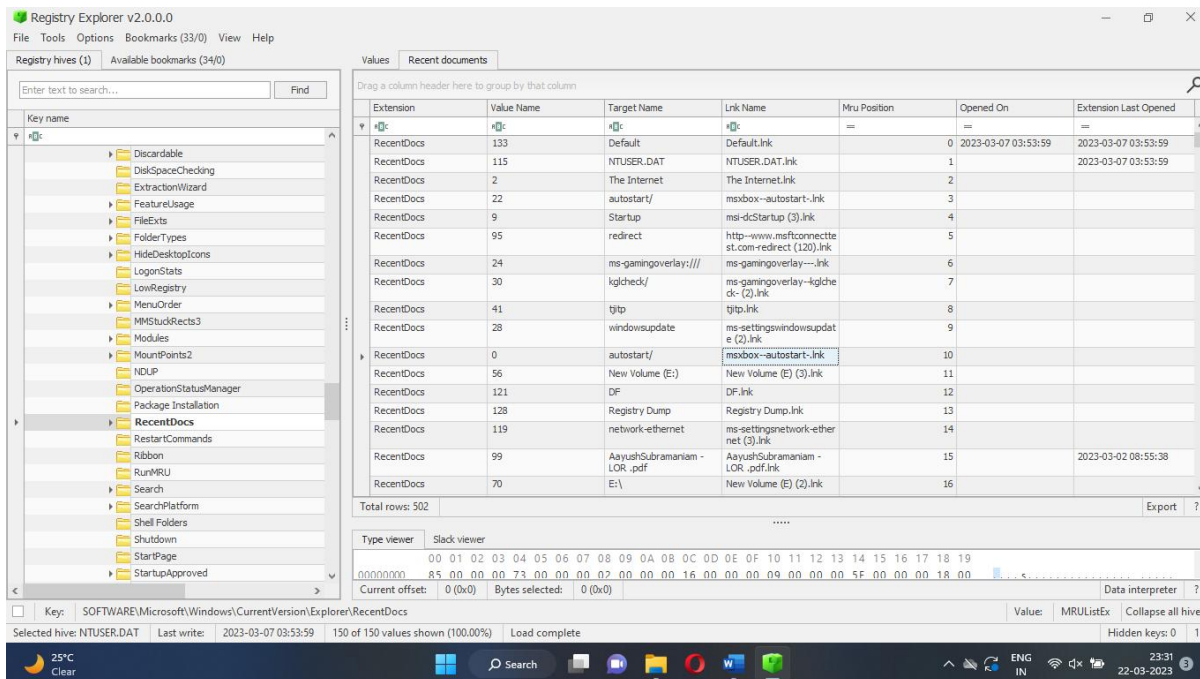 Registry Explorer v2.0.0.0
File Tools Options Bookmarks (33/0) View Help
Registry hives (1) Available bookmarks (34/0)
Enter text to search... Find
Key name
Discardable
DiskSpaceChecking
ExtractionWizard
FeatureUsage
FileExts
FolderTypes
HideDesktopIcons
LogonStats
LowRegistry
MenuOrder
MMStuckRects3
Modules
MountPoints2
NDUP
OperationStatusManager
Package Installation
RecentDocs
RestartCommands
Ribbon
RunMRU
Search
SearchPlatform
Shell Folders
Shutdown
StartPage
StartupApproved
Values Recent documents
Drag a column header here to group by that column
Extension Value Name Target Name Lnk Name Mru Position Opened On Extension Last Opened
= = =
RecentDocs 133 Default Default.lnk 0 2023-03-07 03:53:59 2023-03-07 03:53:59
RecentDocs 115 NTUSER.DAT NTUSER.DAT.lnk 1 2023-03-07 03:53:59
RecentDocs 2 The Internet The Internet.lnk 2
RecentDocs 22 autostart/ msxbox--autostart-.lnk 3
RecentDocs 9 Startup msi-dcStartup (3).lnk 4
RecentDocs 95 redirect http--www.msftconnectte 5
st.com-redirect (120).lnk
RecentDocs 24 ms-gamingoverlay:/// ms-gamingoverlay---.lnk 6
RecentDocs 30 kglcheck/ ms-gamingoverlay--kglche 7
ck- (2).lnk
RecentDocs 41 tjitp tjitp.lnk 8
RecentDocs 28 windowsupdate ms-settingswindowsupdat 9
e (2).lnk
RecentDocs 0 autostart/ msxbox--autostart-.lnk 10
RecentDocs 56 New Volume (E:) New Volume (E) (3).lnk 11
RecentDocs 121 DF DF.lnk 12
RecentDocs 128 Registry Dump Registry Dump.lnk 13
RecentDocs 119 network-ethernet ms-settingsnetwork-ether 14
net (3).lnk
RecentDocs 99 AayushSubramaniam - AayushSubramaniam - 15 2023-03-02 08:55:38
LOR .pdf LOR .pdf.lnk
RecentDocs 70 E:\ New Volume (E) (2).lnk 16
Total rows: 502 Export ?
Type viewer Slack viewer
00 01 02 03 04 05 06 07 08 09 0A 0B 0C 0D 0E 0F 10 11 12 13 14 15 16 17 18 19
00000000 85 00 00 00 73 00 00 00 02 00 00 00 16 00 00 00 09 00 00 00 5F 00 00 00 18 00
Current offset: 0 (0x0) Bytes selected: 0 (0x0) Data interpreter ?
Key: SOFTWARE\Microsoft\Windows\CurrentVersion\Explorer\RecentDocs Value: MRUListEx Collapse all hive
Selected hive: NTUSER.DAT Last write: 2023-03-07 03:53:59 150 of 150 values shown (100.00%) Load complete Hidden keys: 0 1
25°C
Clear
Search
ENG
IN
23:31
22-03-2023
3